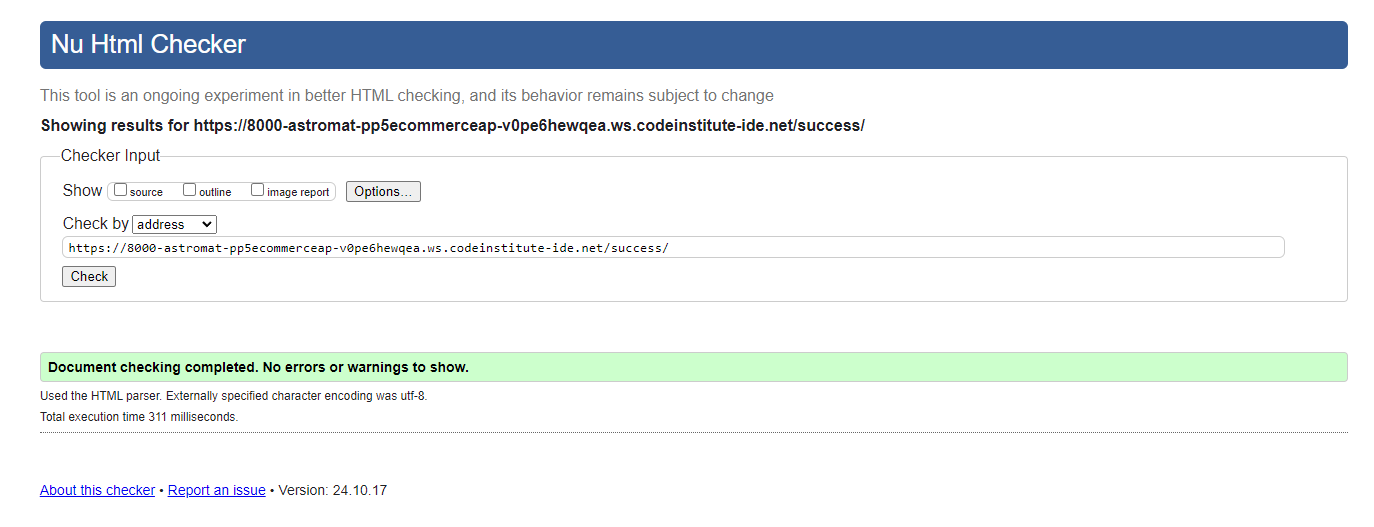 Nu Html Checker
This tool is an ongoing experiment in better HTML checking, and its behavior remains subject to change
Showing results for https://8000-astromat-pp5ecommerceap-v0pe6hewqea.ws.codeinstitute-ide.net/success/
Checker Input
Show source outline image report Options...
Check by address
https://8000-astromat-pp5ecommerceap-v0pe6hewqea.ws.codeinstitute-ide.net/success/
Check
Document checking completed. No errors or warnings to show.
Used the HTML parser. Externally specified character encoding was utf-8.
Total execution time 311 milliseconds.
About this checker • Report an issue • Version: 24.10.17